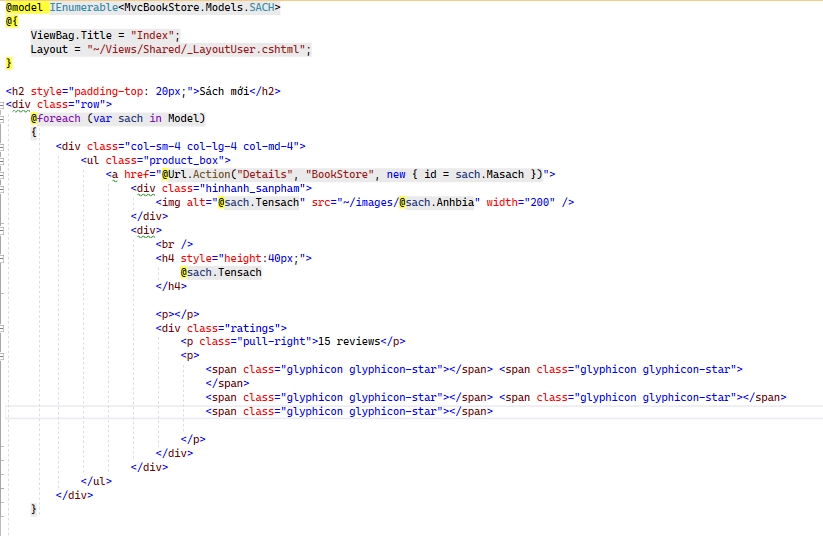 @model IEnumerable<MvcBookStore.Models.SACH>
@{
    ViewBag.Title = "Index";
    Layout = "~/Views/Shared/_LayoutUser.cshtml";
}

<h2 style="padding-top: 20px;">Sách mới</h2>
<div class="row">
    @foreach (var sach in Model)
    {
        <div class="col-sm-4 col-lg-4 col-md-4">
            <ul class="product_box">
                <a href="@Url.Action("Details", "BookStore", new { id = sach.Masach })">
                    <div class="hinhanh_sanpham">
                        <img alt="@sach.Tensach" src="~/images/@sach.Anhbia" width="200" />
                    </div>
                    <div>
                        <br />
                        <h4 style="height:40px;">
                            @sach.Tensach
                        </h4>

                        <p></p>
                        <div class="ratings">
                            <p class="pull-right">15 reviews</p>
                            <p>
                                <span class="glyphicon glyphicon-star"></span> <span class="glyphicon glyphicon-star">
                                </span>
                                <span class="glyphicon glyphicon-star"></span> <span class="glyphicon glyphicon-star"></span>
                                <span class="glyphicon glyphicon-star"></span>

                            </p>
                        </div>
                    </div>
            </ul>
        </div>
    }